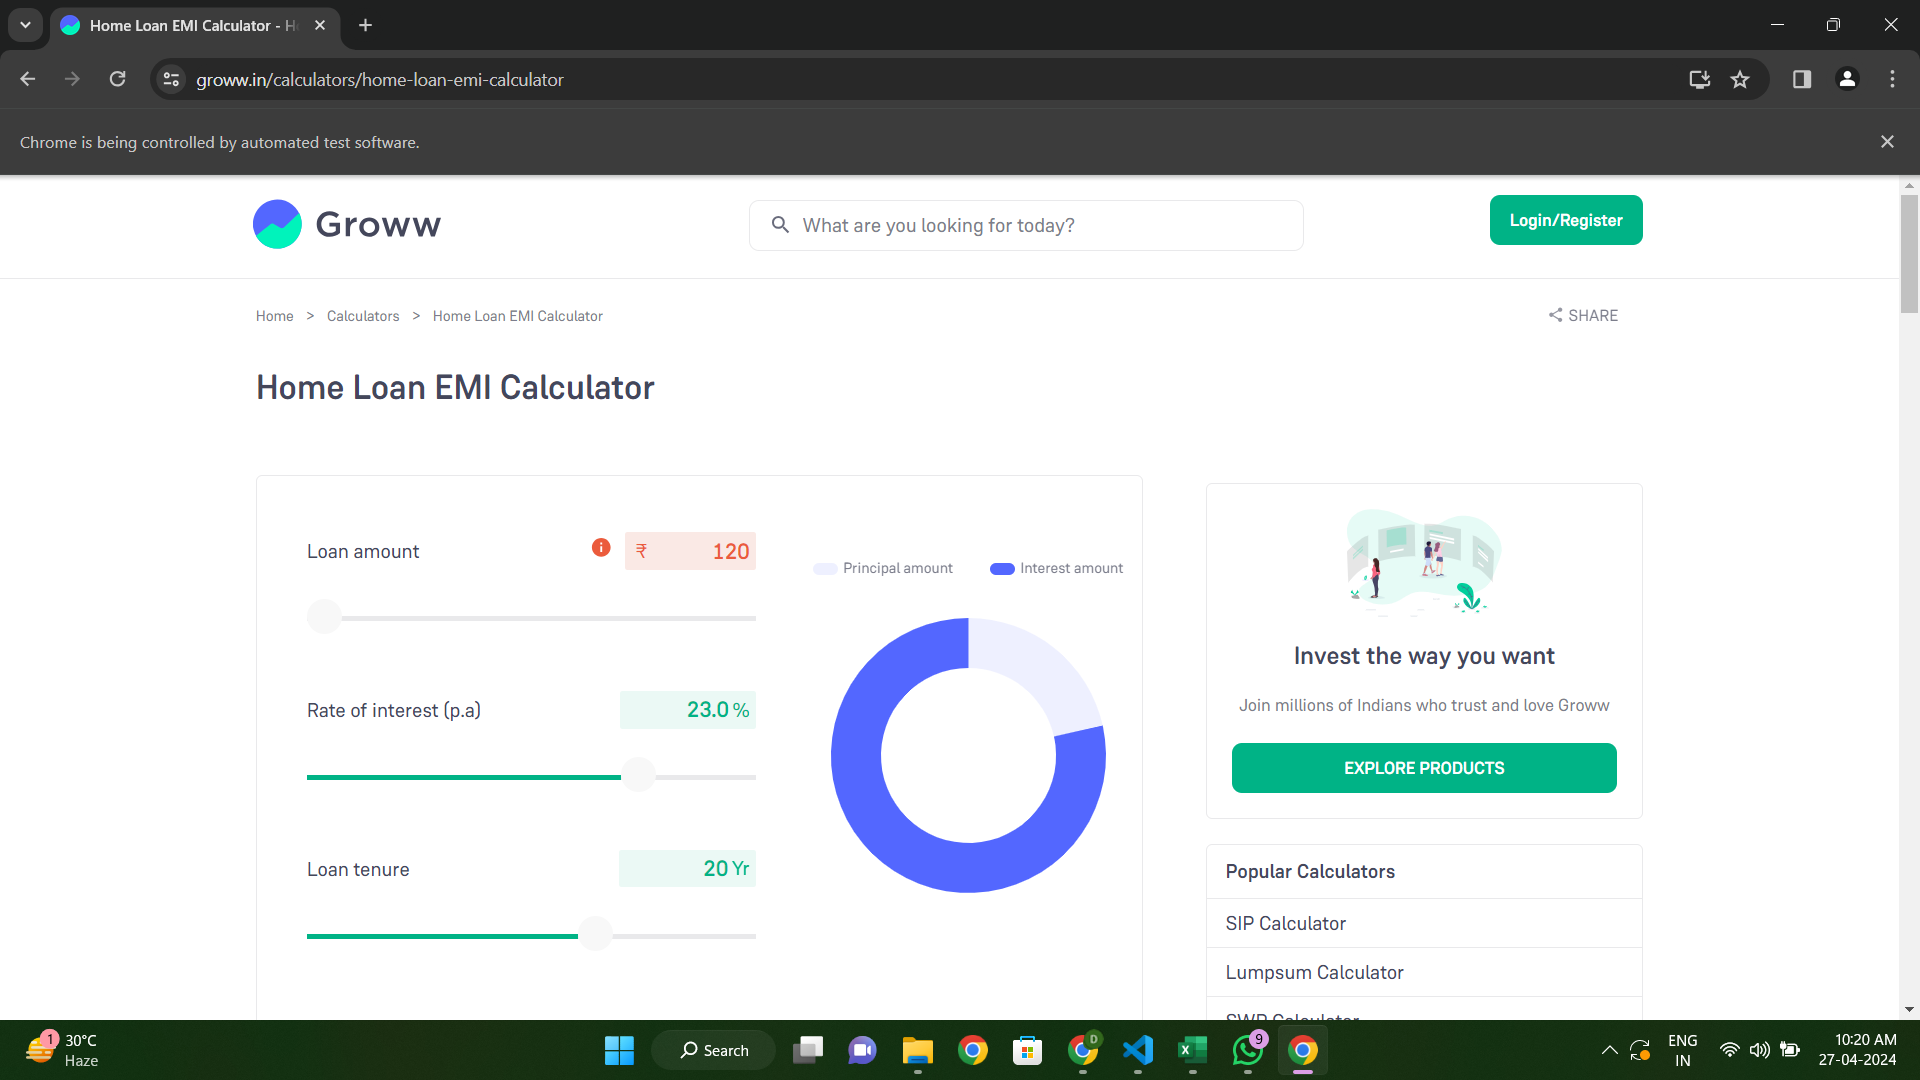 Home Loan EMI Calculator - H
groww.in/calculators/home-loan-emi-calculator
Chrome is being controlled by automated test software.
Groww
What are you looking for today?
Login/Register
Home > Calculators > Home Loan EMI Calculator
SHARE
Home Loan EMI Calculator
Loan amount
₹ 120
Rate of interest (p.a)
23.0 %
Loan tenure
20 Yr
Principal amount
Interest amount
Invest the way you want
Join millions of Indians who trust and love Groww
EXPLORE PRODUCTS
Popular Calculators
SIP Calculator
Lumpsum Calculator
SWP Calculator
1
30°C
Haze
Search
D
9
ENG
IN
10:20 AM
27-04-2024